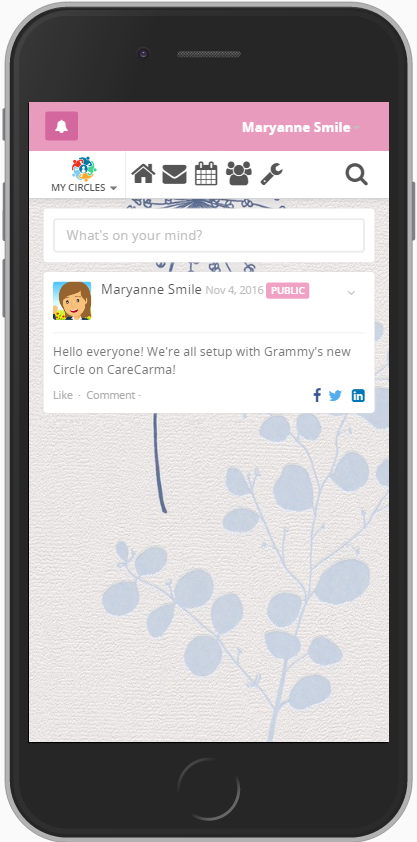 Maryanne Smile
MY CIRCLES
What's on your mind?
Maryanne Smile Nov 4, 2016 PUBLIC
Hello everyone! We're all setup with Grammy's new
Circle on CareCarma!
Like · Comment ·